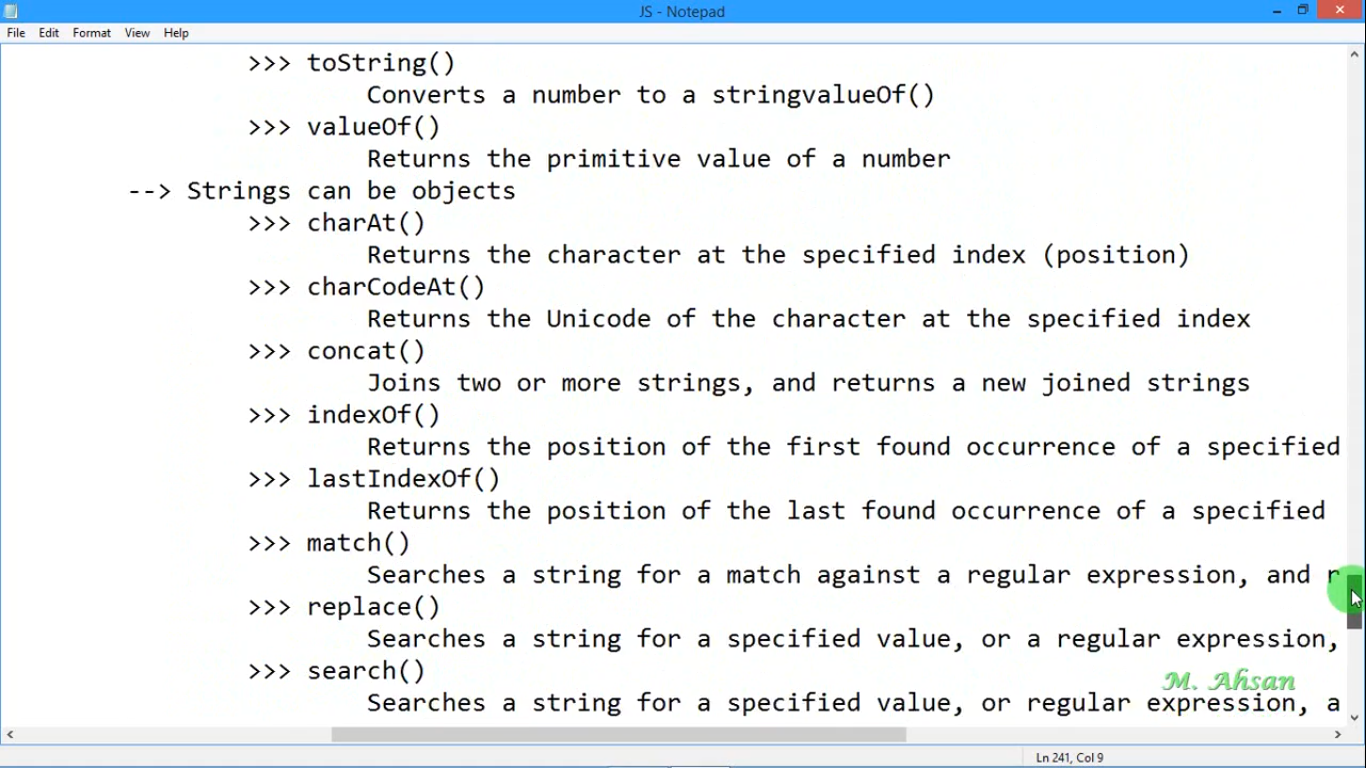 JS - Notepad
File Edit Format View Help
>>> toString()
Converts a number to a stringvalueOf()
>>> valueOf()
Returns the primitive value of a number
--> Strings can be objects
>>> charAt()
Returns the character at the specified index (position)
>>> charCodeAt()
Returns the Unicode of the character at the specified index
>>> concat()
Joins two or more strings, and returns a new joined strings
>>> indexOf()
Returns the position of the first found occurrence of a specified
>>> lastIndexOf()
Returns the position of the last found occurrence of a specified
>>> match()
Searches a string for a match against a regular expression, and r
>>> replace()
Searches a string for a specified value, or a regular expression,
>>> search()
M. Ahsan
Searches a string for a specified value, or regular expression, a
Ln 241, Col 9